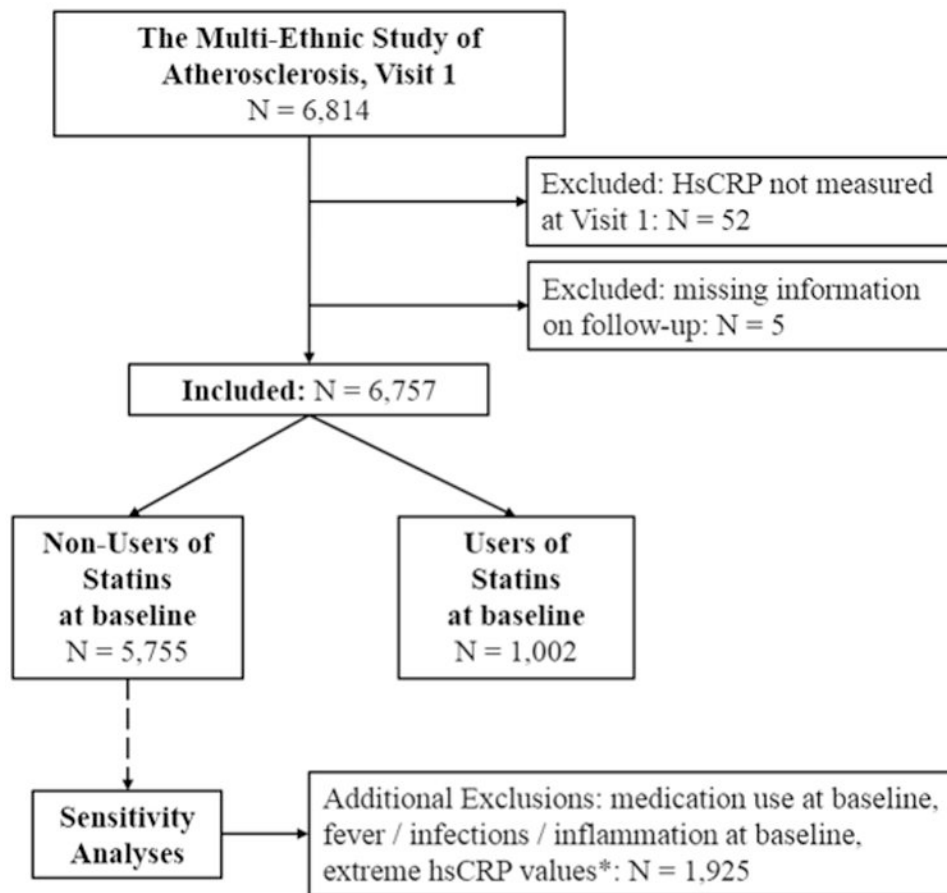 The Multi-Ethnic Study of
Atherosclerosis, Visit 1
N = 6,814
Excluded: HsCRP not measured
at Visit 1: N = 52
Excluded: missing information
on follow-up: N = 5
Included: N = 6,757
Non-Users of
Statins
at baseline
N = 5,755
Users of
Statins
at baseline
N = 1,002
Sensitivity
Analyses
Additional Exclusions: medication use at baseline,
fever / infections / inflammation at baseline,
extreme hsCRP values*: N = 1,925